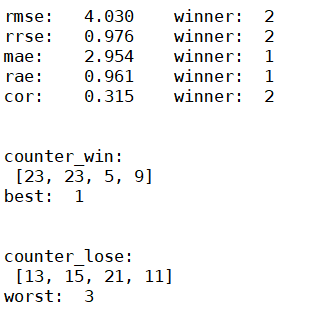 rmse:   4.030    winner:  2
rrse:   0.976    winner:  2
mae:    2.954    winner:  1
rae:    0.961    winner:  1
cor:    0.315    winner:  2
counter_win:
 [23, 23, 5, 9]
best:  1
counter_lose:
 [13, 15, 21, 11]
worst:  3